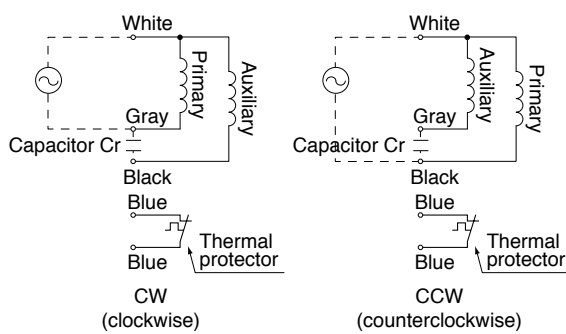 White
Primary
Auxiliary
Gray
Capacitor Cr
Black
Blue
Blue
Thermal
protector
CW
(clockwise)
White
Auxiliary
Primary
Gray
Capacitor Cr
Black
Blue
Blue
Thermal
protector
CCW
(counterclockwise)